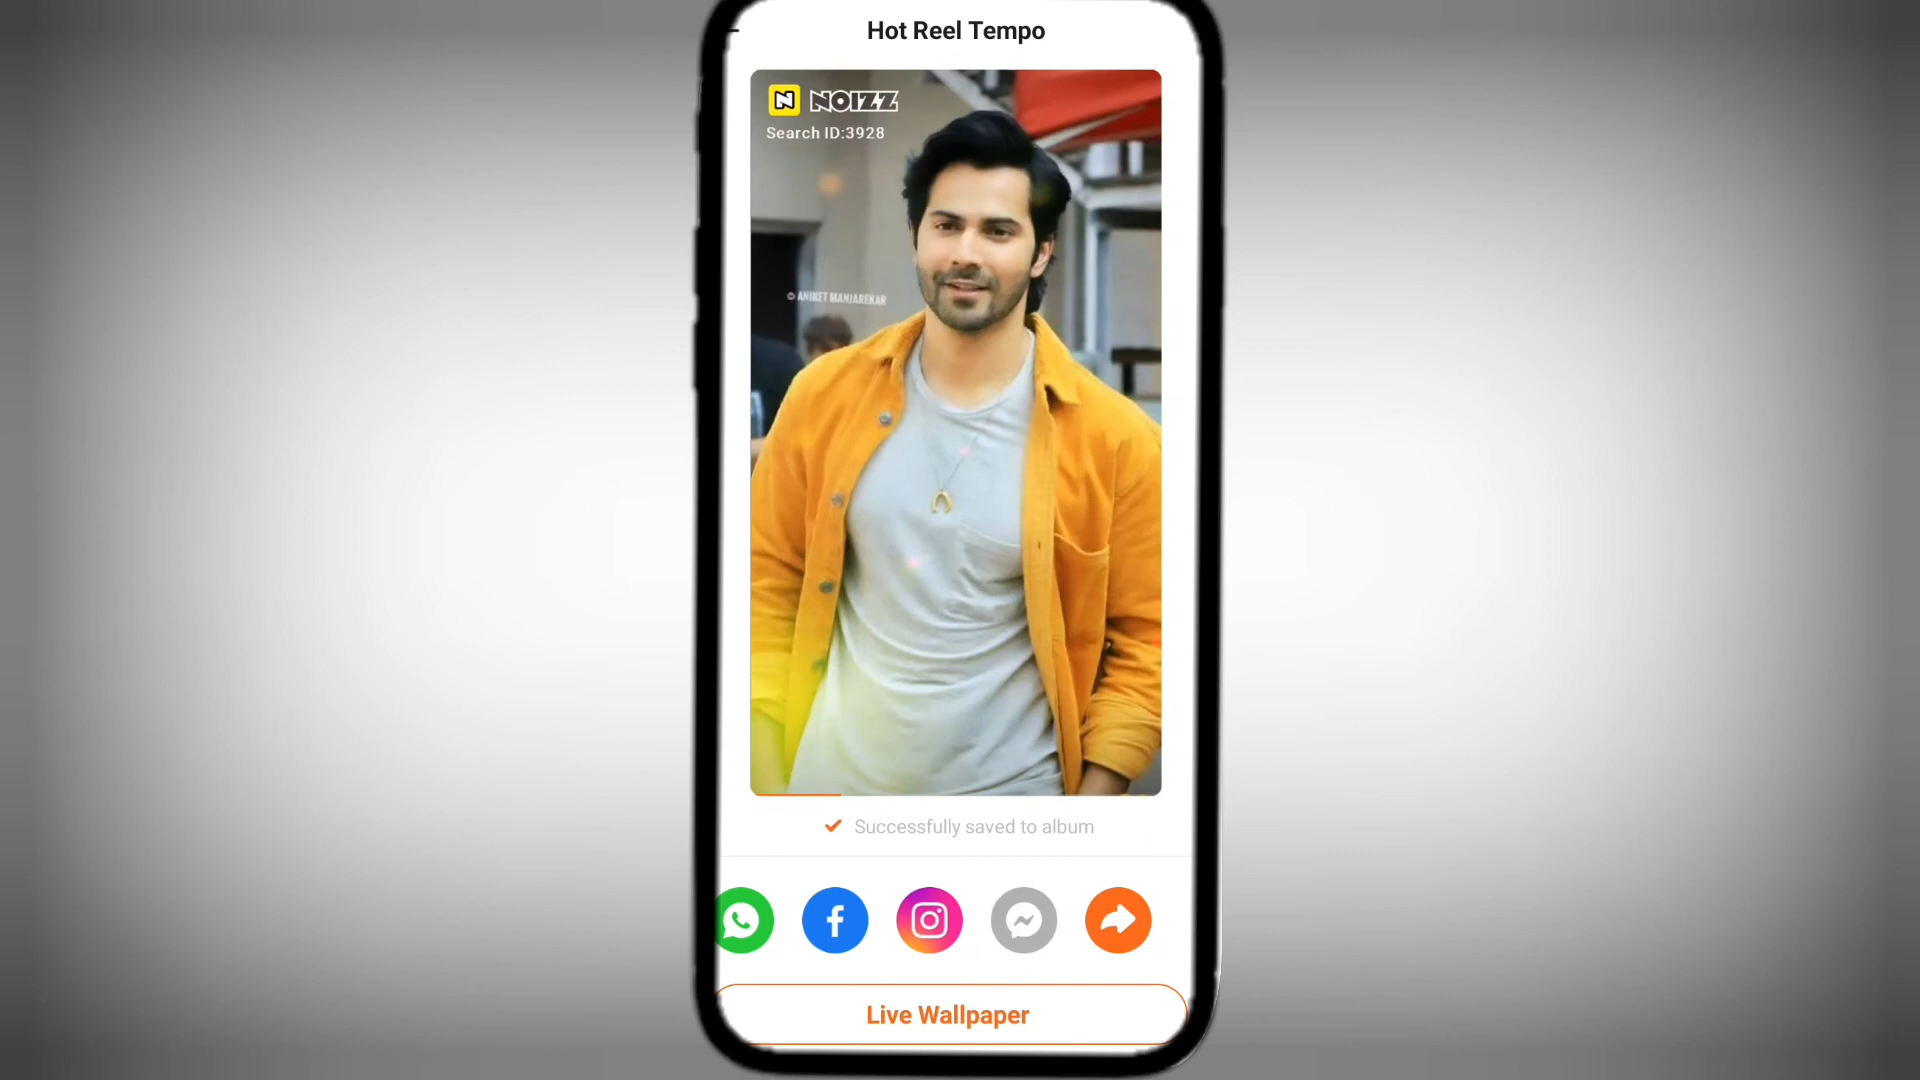 Hot Reel Tempo
N NOIZZ
Search ID:3928
© ANIKET MANJAREKAR
Successfully saved to album
Live Wallpaper